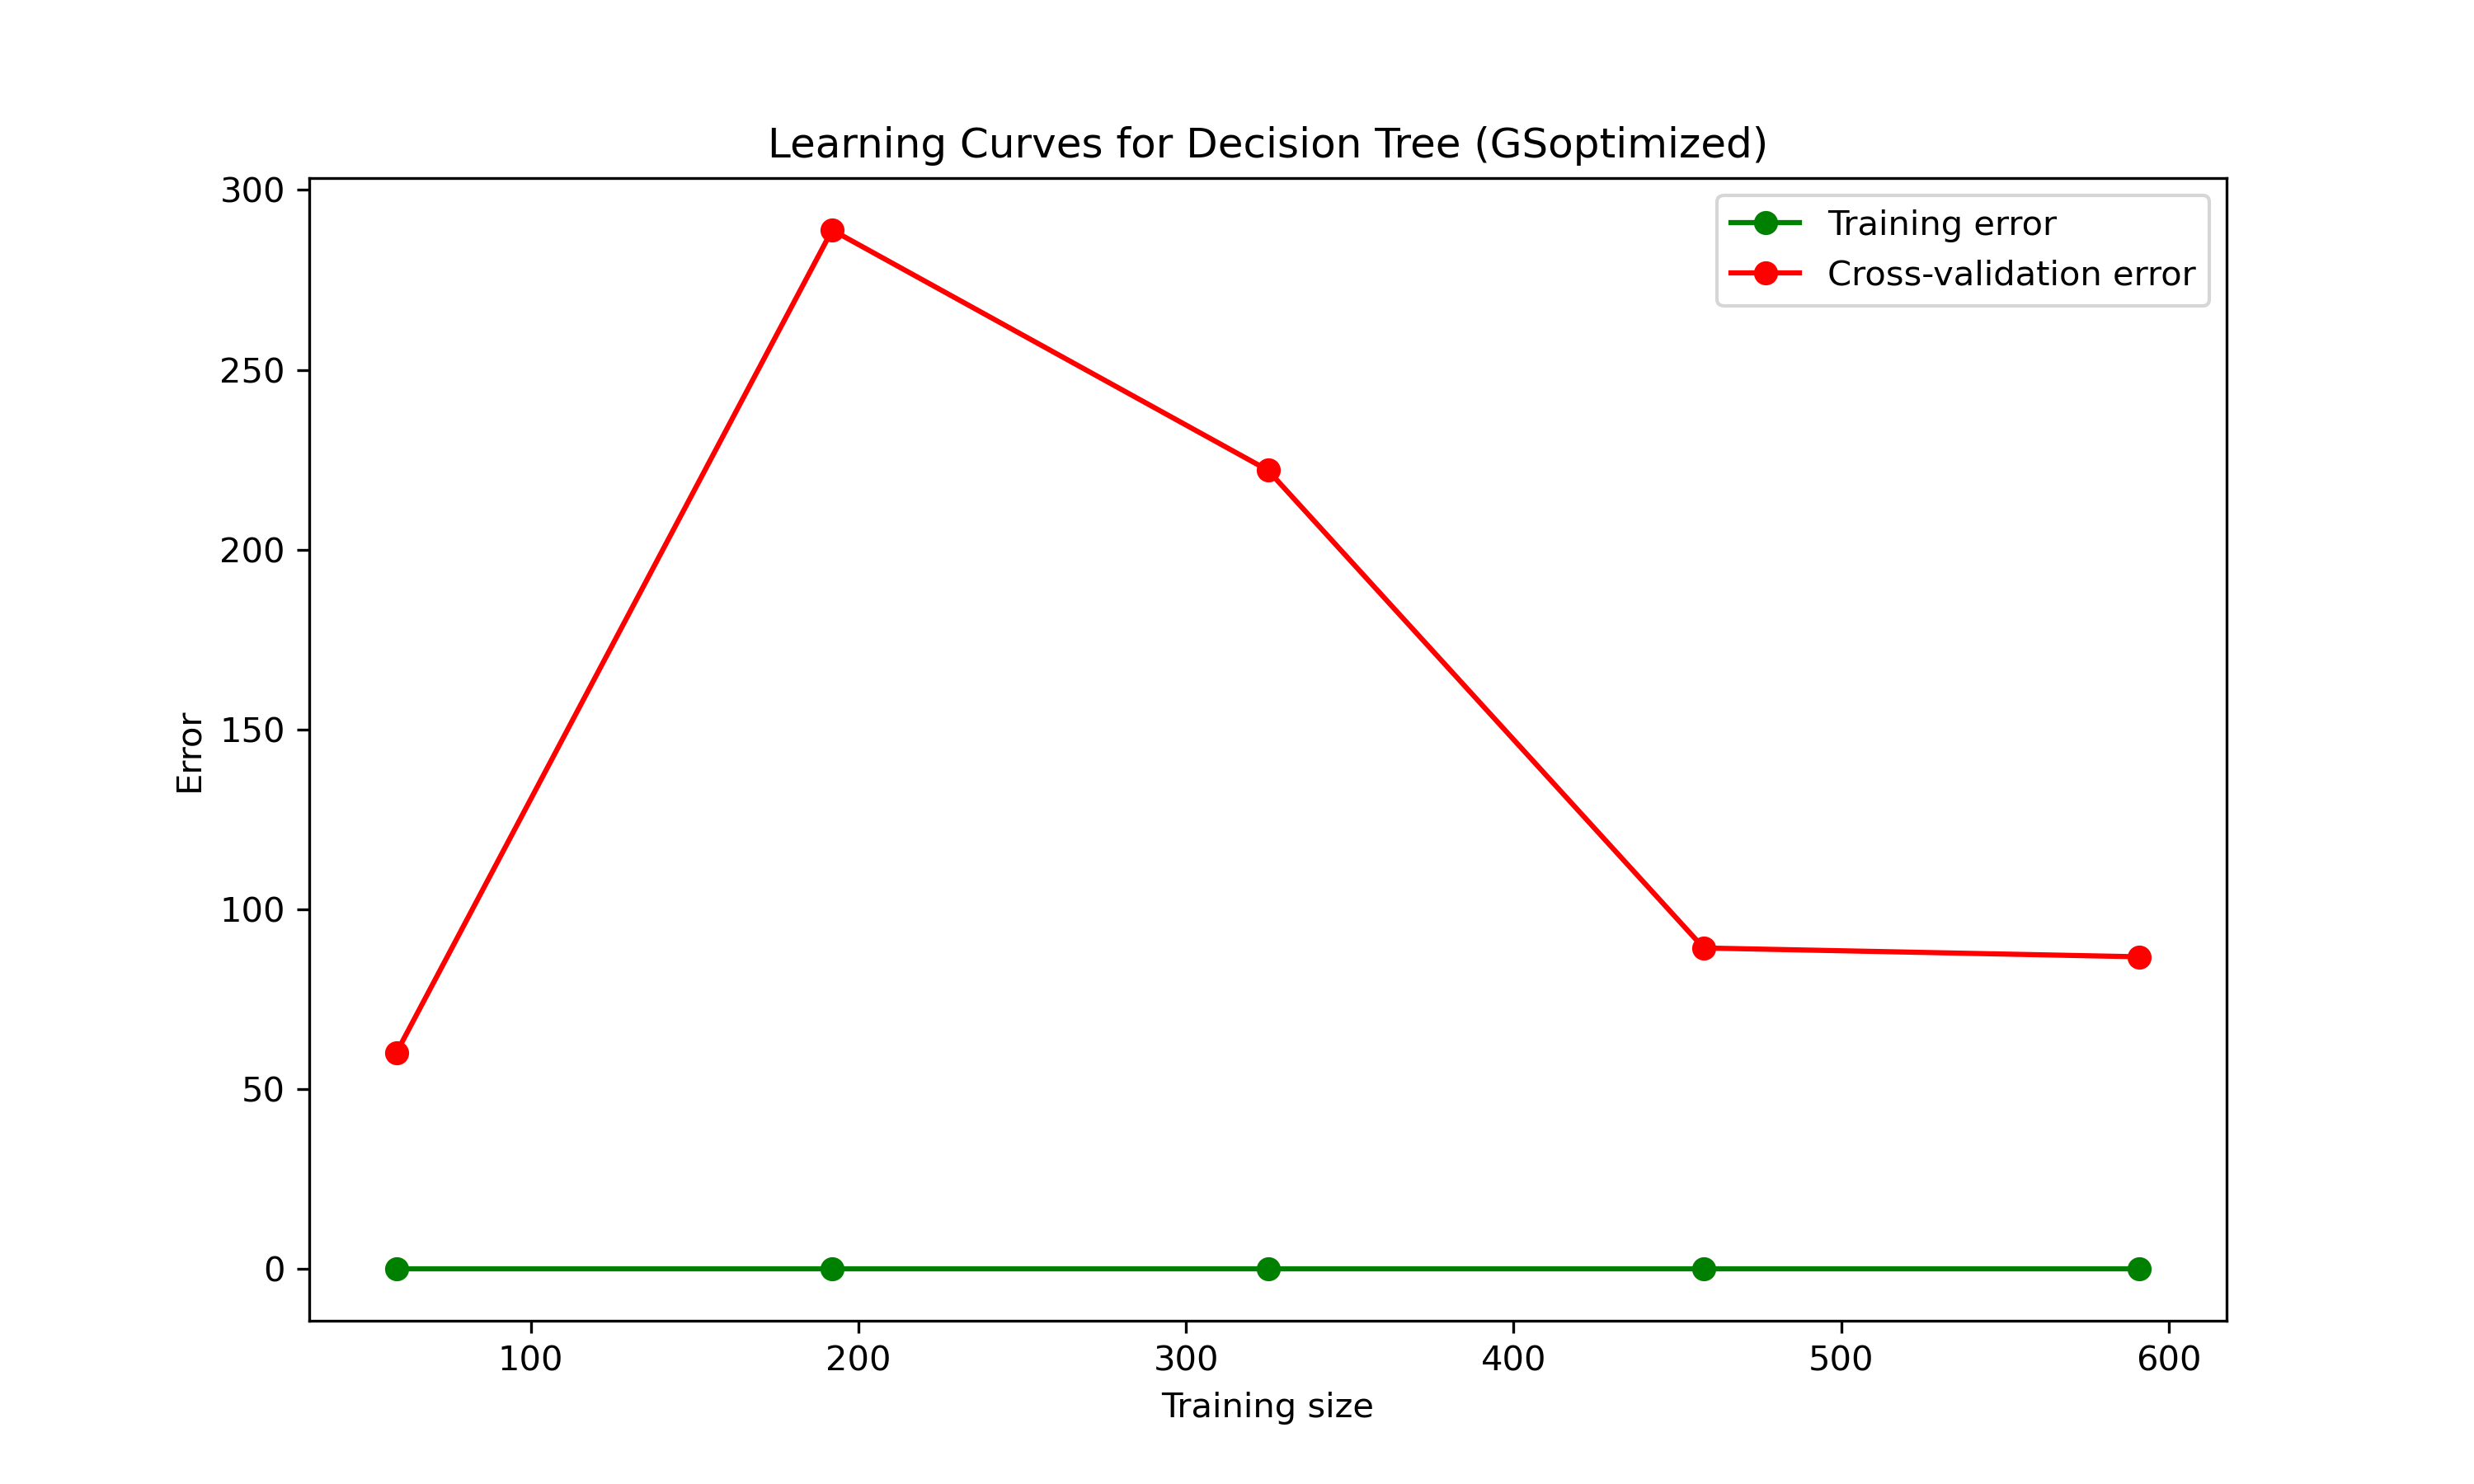 Learning Curves for Decision Tree (GSoptimized)
300
250
200
150
100
50
0
Error
Training error
Cross-validation error
100 200 300 400 500 600
Training size